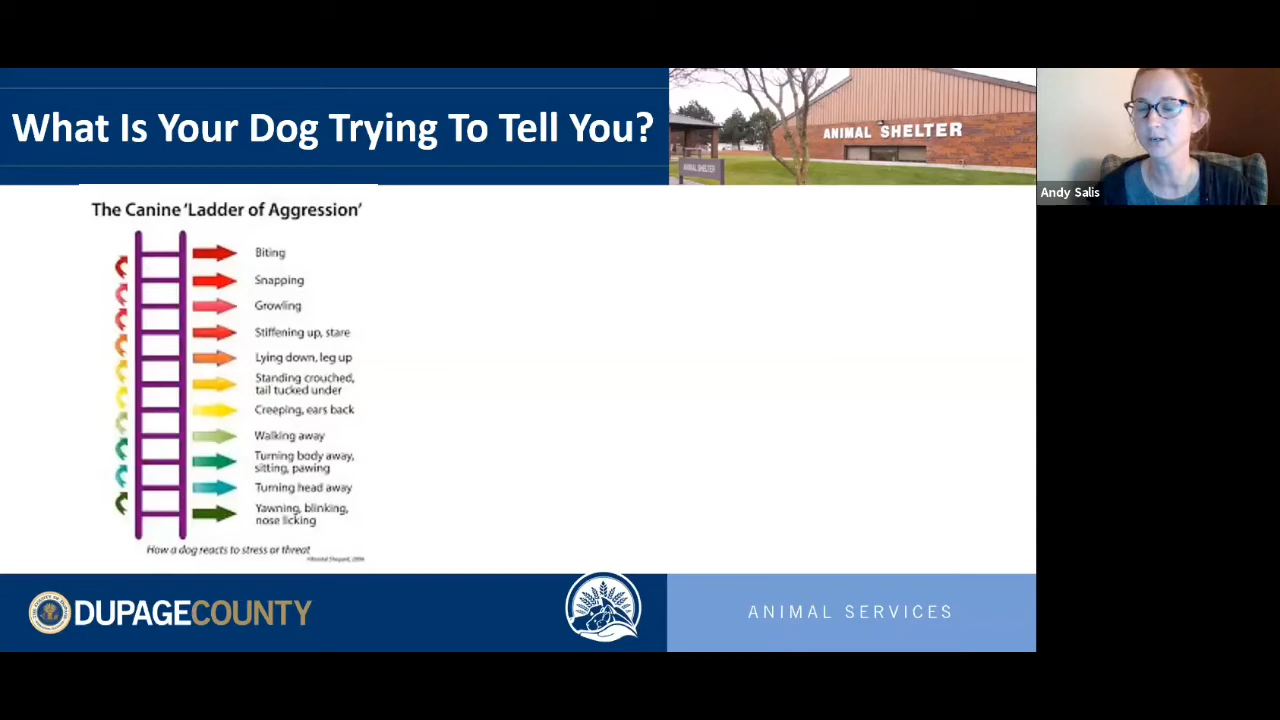 What Is Your Dog Trying To Tell You?
ANIMAL SHELTER
ANIMAL SHELTER
Andy Salis
The Canine 'Ladder of Aggression'
Biting
Snapping
Growling
Stiffening up, stare
Lying down, leg up
Standing crouched,
tail tucked under
Creeping, ears back
Walking away
Turning body away,
sitting, pawing
Turning head away
Yawning, blinking,
nose licking
How a dog reacts to stress or threat
DUPAGECOUNTY
ANIMAL SERVICES